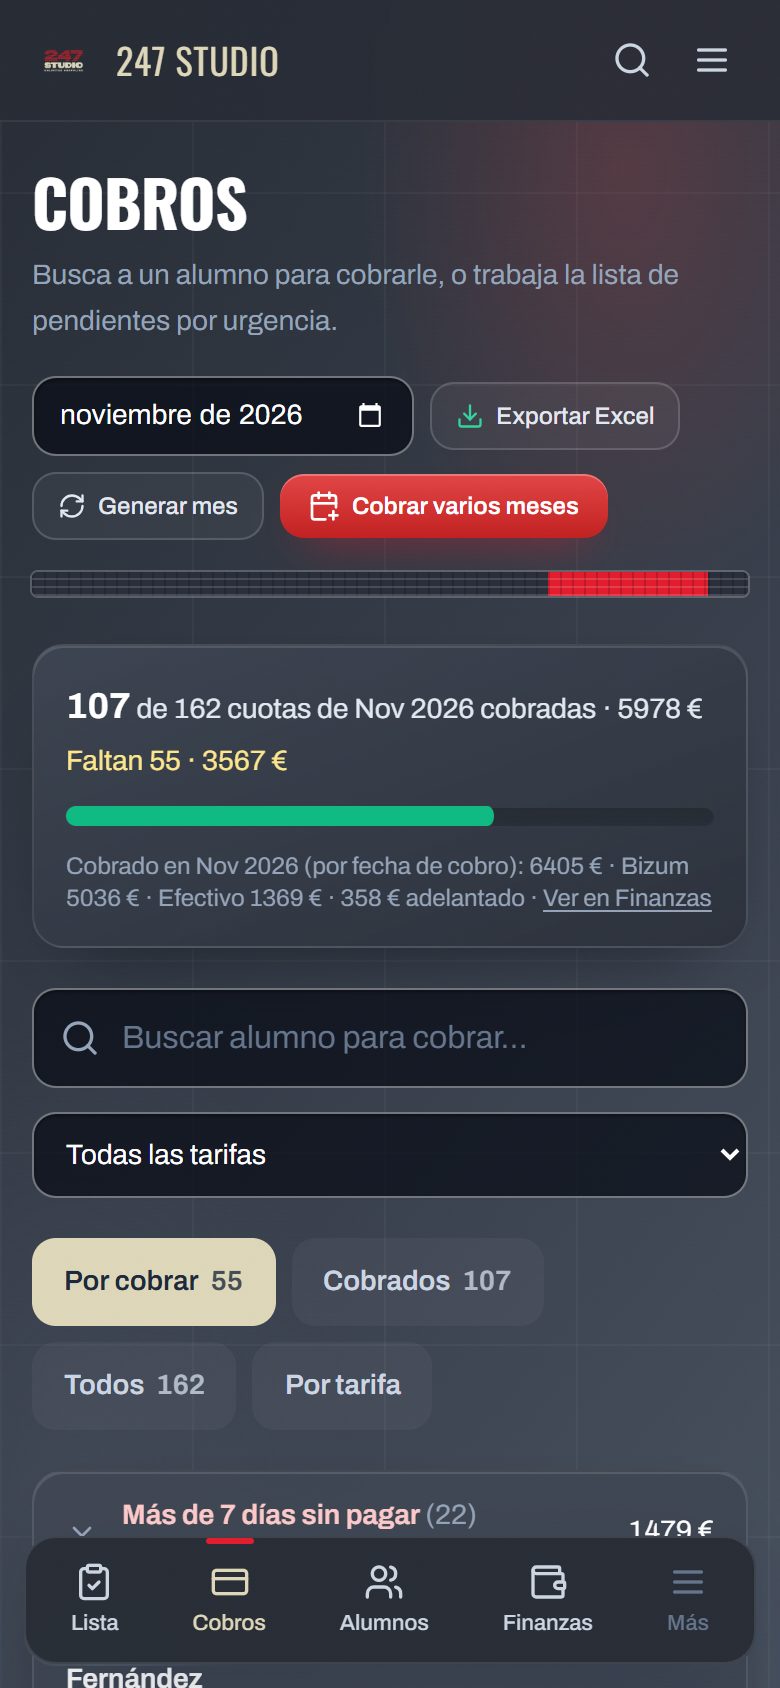 247 STUDIO
247 STUDIO
COBROS
Busca a un alumno para cobrarle, o trabaja la lista de
pendientes por urgencia.
noviembre de 2026
Exportar Excel
Generar mes
Cobrar varios meses
107 de 162 cuotas de Nov 2026 cobradas · 5978 €
Faltan 55 · 3567 €
Cobrado en Nov 2026 (por fecha de cobro): 6405 € · Bizum
5036 € · Efectivo 1369 € · 358 € adelantado · Ver en Finanzas
Buscar alumno para cobrar...
Todas las tarifas
Por cobrar 55
Cobrados 107
Todos 162
Por tarifa
Más de 7 días sin pagar (22)
1479 €
Lista
Cobros
Alumnos
Finanzas
Más
Fernández